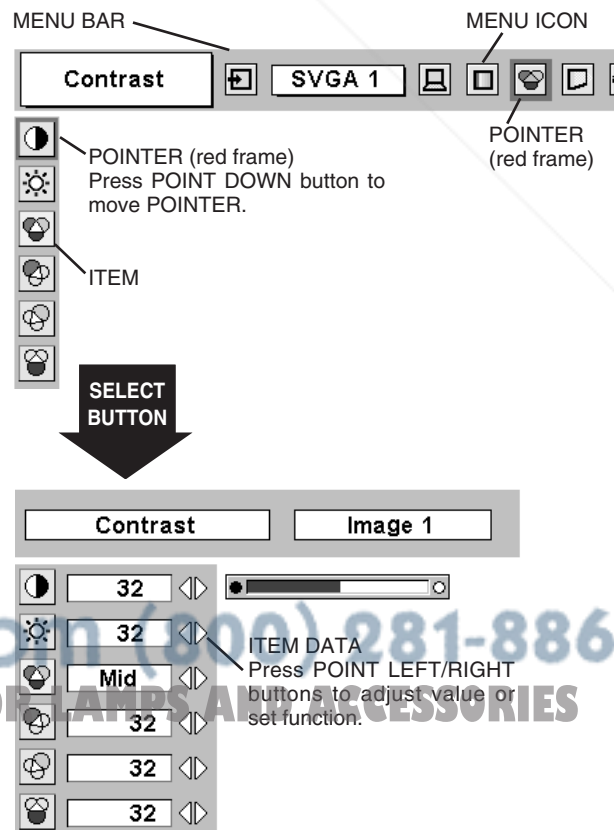 MENU BAR
MENU ICON
Contrast
SVGA 1
POINTER
(red frame)
POINTER (red frame)
Press POINT DOWN button to
move POINTER.
ITEM
SELECT
BUTTON
Contrast
Image 1
32
32
ITEM DATA
Press POINT LEFT/RIGHT
buttons to adjust value or
set function.
Mid
32
32
32
om (800) 281-886
LAMPS AND ACCESSORIES